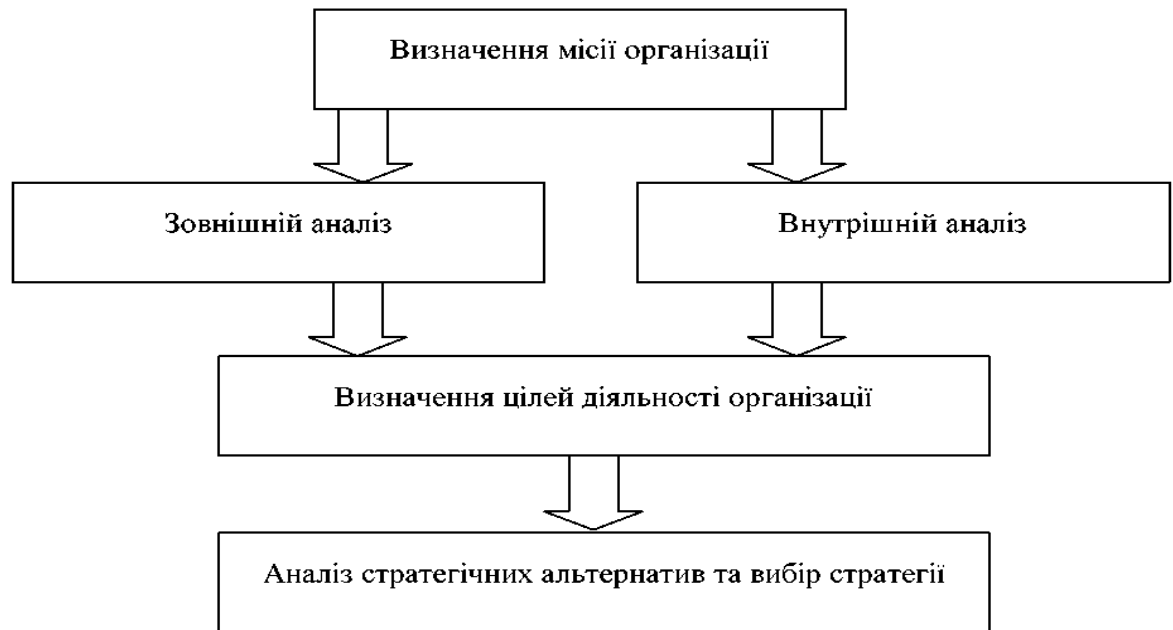 Визначення місії організації
Зовнішній аналіз
Внутрішній аналіз
Визначення цілей діяльності організації
Аналіз стратегічних альтернатив та вибір стратегії